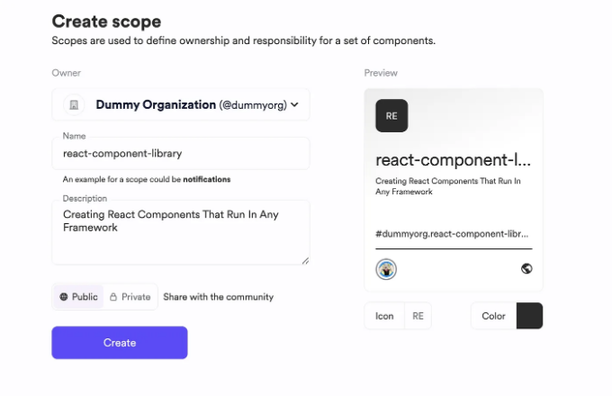 Create scope
Scopes are used to define ownership and responsibility for a set of components.
Owner
Dummy Organization (@dummyorg)
Name
react-component-library
An example for a scope could be notifications
Description
Creating React Components That Run In Any
Framework
Public
Private
Share with the community
Create
Preview
RE
react-component-l...
Creating React Components That Run In
Any Framework
#dummyorg.react-component-libr...
Icon
RE
Color